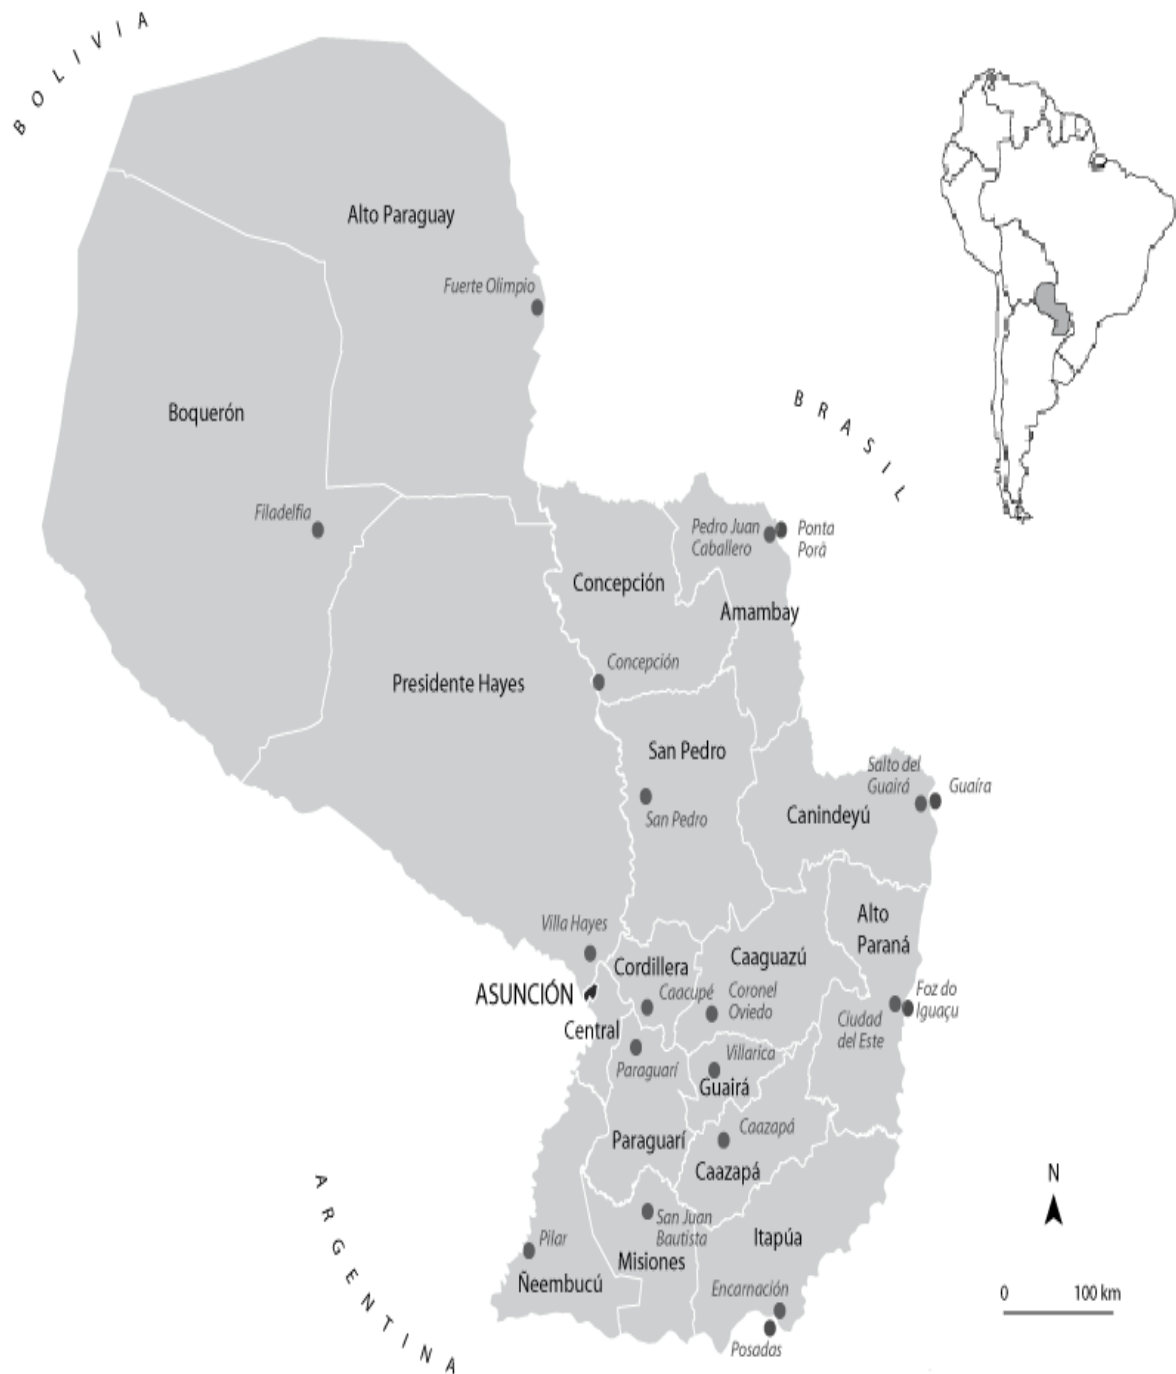 BOLIVIA
Alto Paraguay
Fuerte Olimpio
Boquerón
BRASIL
Filadelfia
Pedro Juan
Caballero
Ponta
Porã
Concepción
Amambay
Concepción
Presidente Hayes
San Pedro
San Pedro
Salto del
Guairá
Guaíra
Canindeyú
Alto
Paraná
Villa Hayes
Cordillera
Caaguazú
ASUNCIÓN
Caacupé
Coronel
Oviedo
Foz do
Iguaçu
Ciudad
del Este
Central
Paraguarí
Villarica
Guairá
Paraguarí
Caazapá
Caazapá
ARGENTINA
N
San Juan
Bautista
Itapúa
Pilar
Misiones
Ñeembucú
Encarnación
Posadas
0 100 km